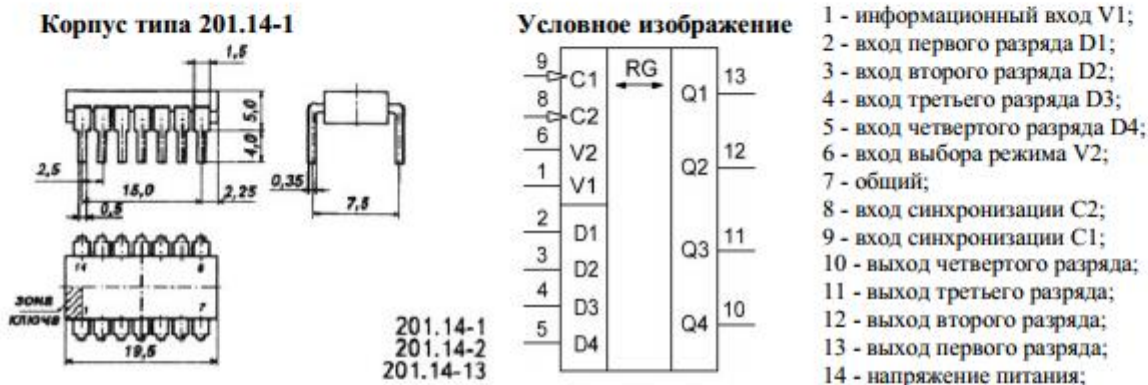 Корпус типа 201.14-1
1,5
5,0
4,0
2,5
15,0
2,25
0,5
0,35
7,5
14
8
зона
ключа
1
7
19,5
201.14-1
201.14-2
201.14-13
Условное изображение
9
C1
RG
Q1
13
8
C2
6
V2
Q2
12
1
V1
2
D1
3
D2
Q3
11
4
D3
5
D4
Q4
10
1 - информационный вход V1;
2 - вход первого разряда D1;
3 - вход второго разряда D2;
4 - вход третьего разряда D3;
5 - вход четвертого разряда D4;
6 - вход выбора режима V2;
7 - общий;
8 - вход синхронизации C2;
9 - вход синхронизации C1;
10 - выход четвертого разряда;
11 - выход третьего разряда;
12 - выход второго разряда;
13 - выход первого разряда;
14 - напряжение питания;